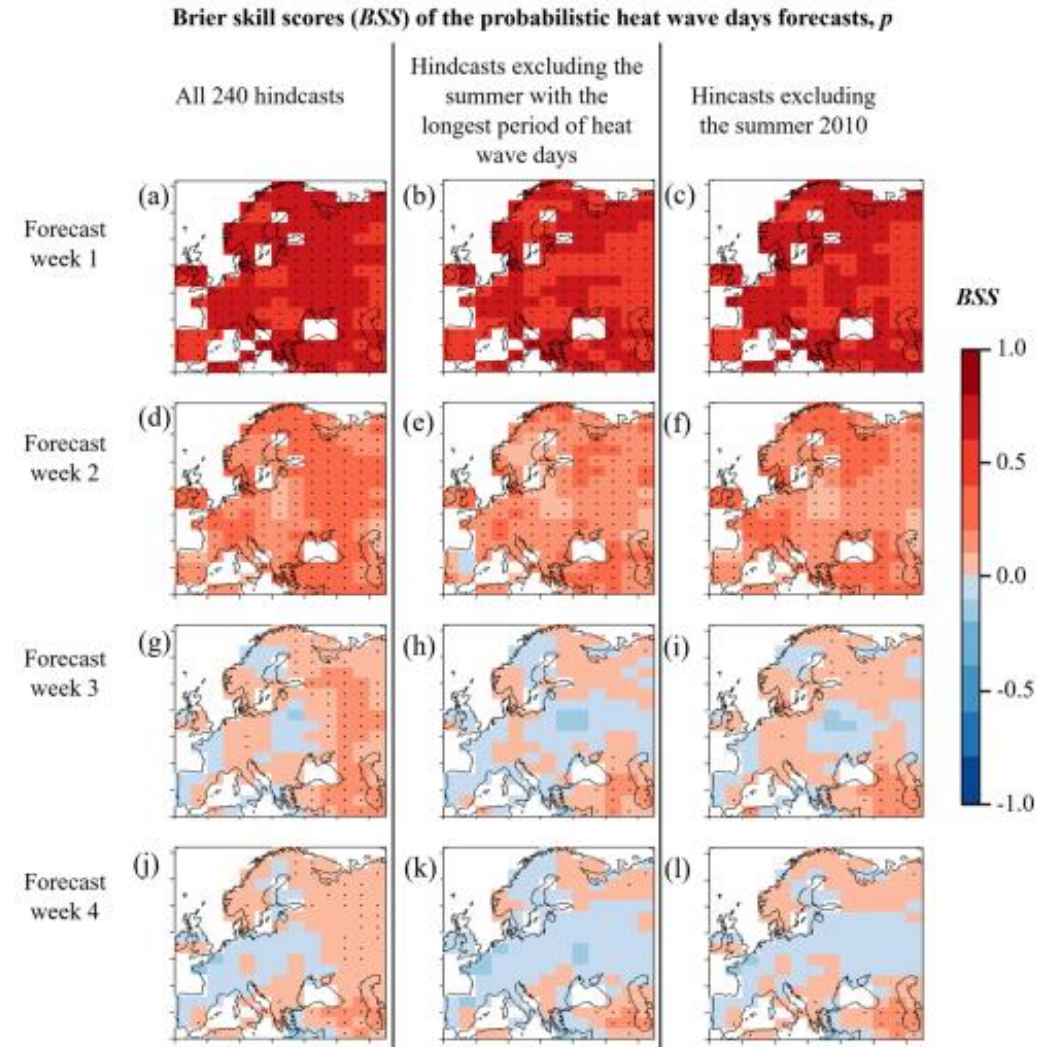 Brier skill scores (BSS) of the probabilistic heat wave days forecasts, p
All 240 hindcasts
Hindcasts excluding the
summer with the
longest period of heat
wave days
Hincasts excluding
the summer 2010
Forecast
week 1
(a)
(b)
(c)
Forecast
week 2
(d)
(e)
(f)
Forecast
week 3
(g)
(h)
(i)
Forecast
week 4
(j)
(k)
(l)
BSS
1.0
0.5
0.0
-0.5
-1.0